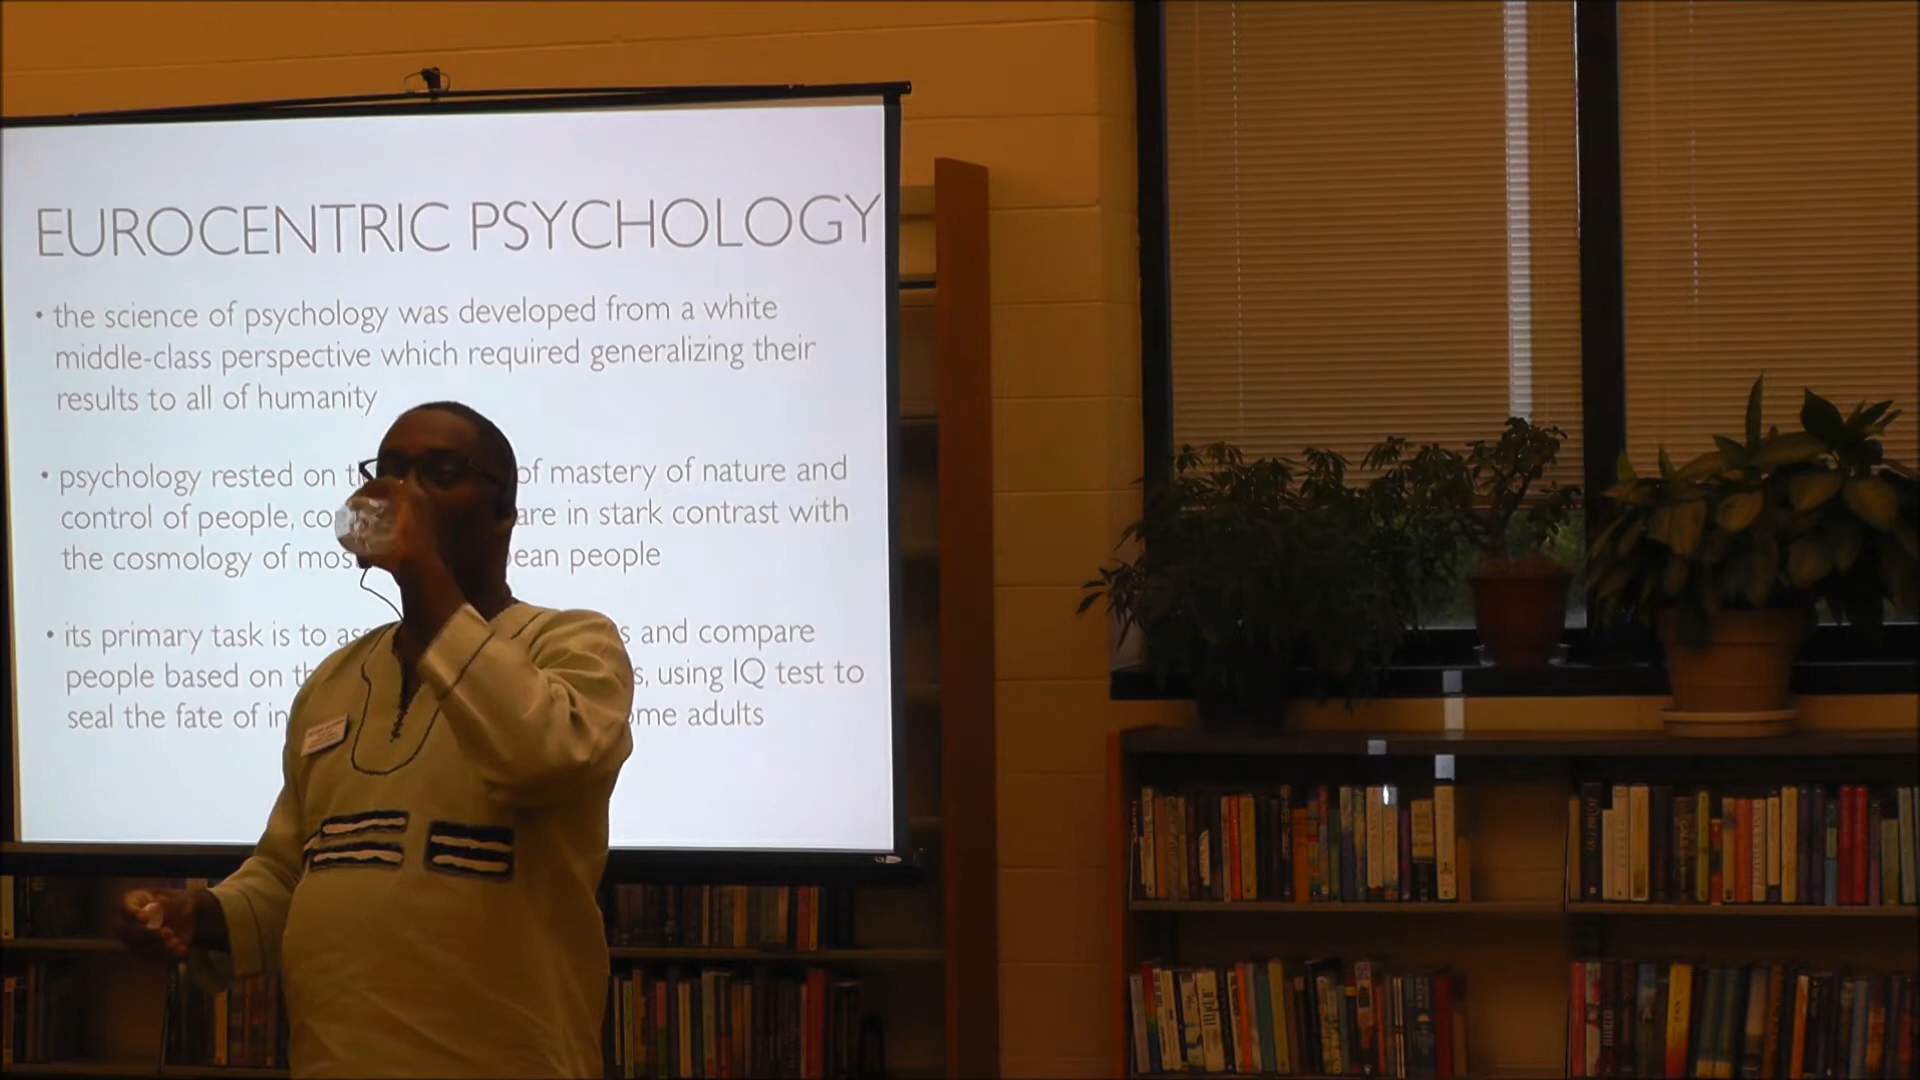 EUROCENTRIC PSYCHOLOGY
• the science of psychology was developed from a white
middle-class perspective which required generalizing their
results to all of humanity
• psychology rested on of mastery of nature and
control of people, are in stark contrast with
the cosmology of people
• its primary task is to and compare
people based on using IQ test to
seal the fate of adults